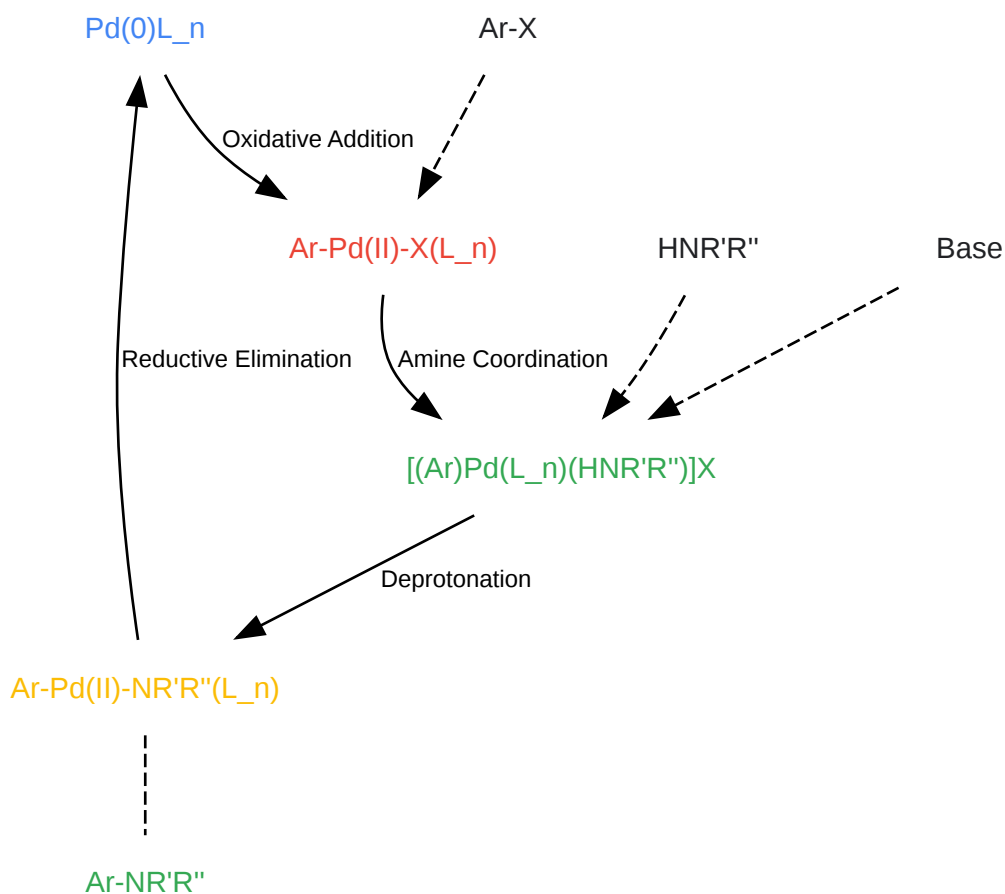 Pd(0)L_n
Ar-X
Oxidative Addition
Ar-Pd(II)-X(L_n)
HNR'R"
Base
Reductive Elimination
Amine Coordination
[(Ar)Pd(L_n)(HNR'R")]X
Deprotonation
Ar-Pd(II)-NR'R"(L_n)
Ar-NR'R"